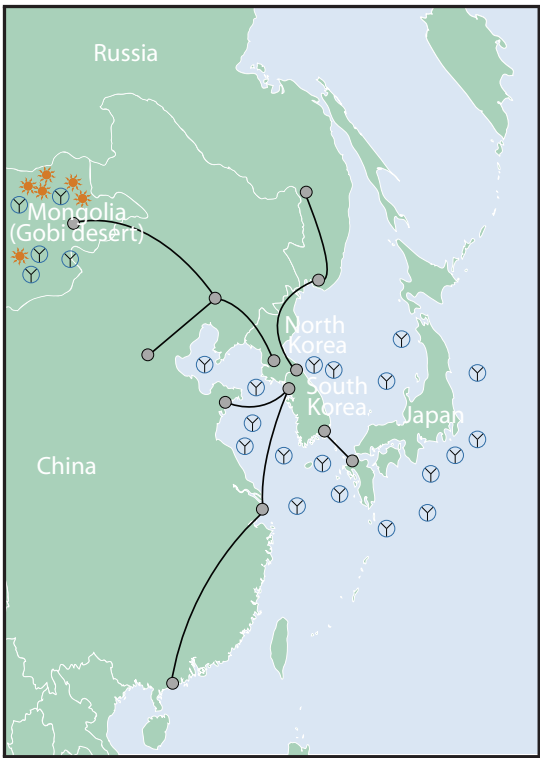 Russia
Mongolia
(Gobi desert)
North
Korea
South
Korea
Japan
China